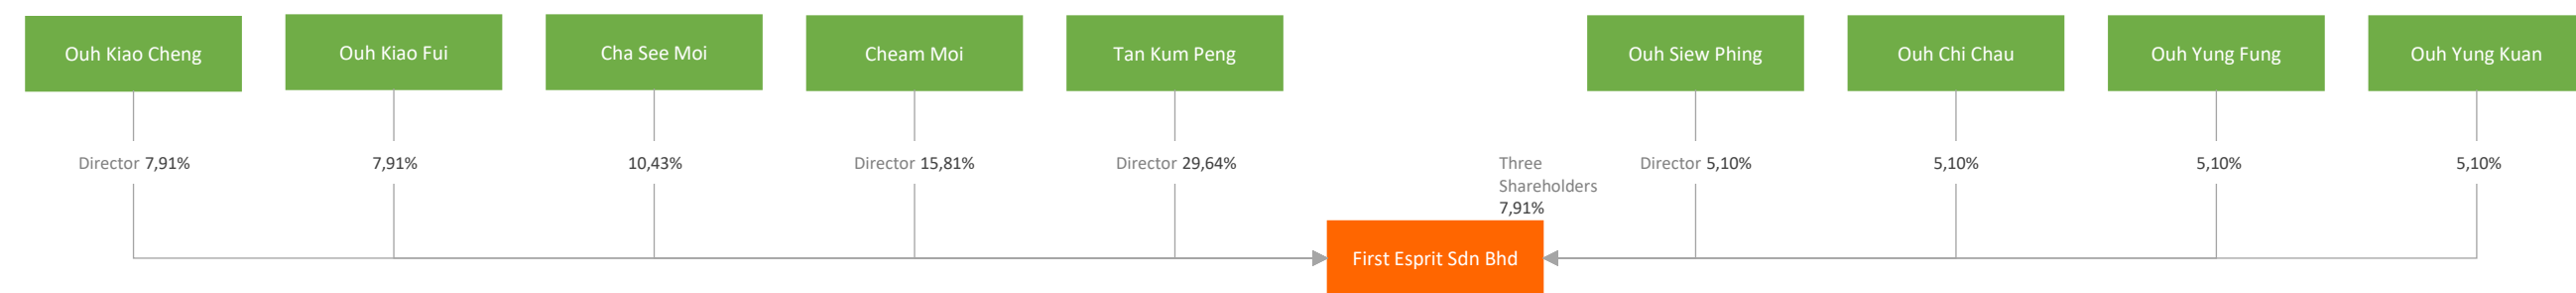 Ouh Kiao Cheng
Ouh Kiao Fui
Cha See Moi
Cheam Moi
Tan Kum Peng
Ouh Siew Phing
Ouh Chi Chau
Ouh Yung Fung
Ouh Yung Kuan
Director 7,91%
7,91%
10,43%
Director 15,81%
Director 29,64%
Three
Shareholders
7,91%
Director 5,10%
5,10%
5,10%
5,10%
First Esprit Sdn Bhd